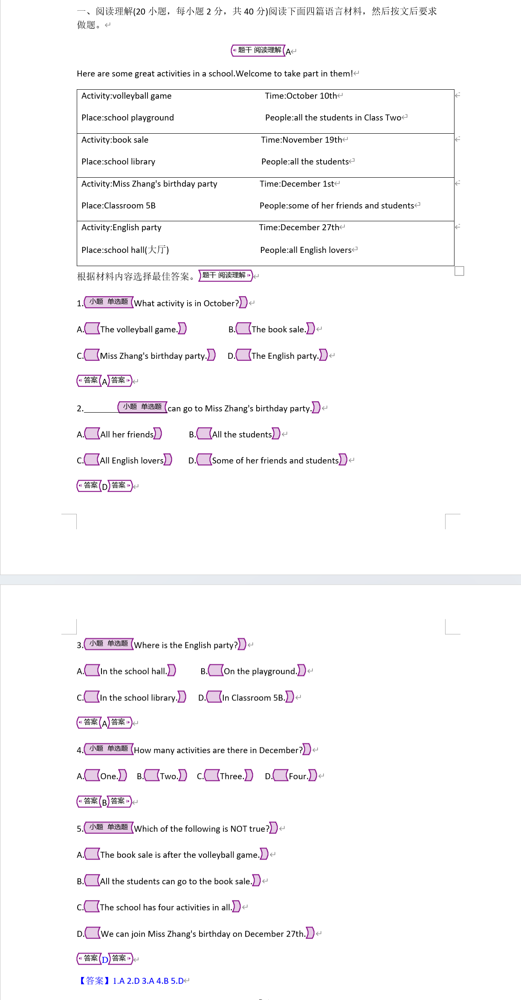 一、阅读理解(20 小题，每小题 2 分，共 40 分)阅读下面四篇语言材料，然后按文后要求
做题。
题干 阅读理解 A
Here are some great activities in a school.Welcome to take part in them!
Activity:volleyball game Time:October 10th
Place:school playground People:all the students in Class Two
Activity:book sale Time:November 19th
Place:school library People:all the students
Activity:Miss Zhang's birthday party Time:December 1st
Place:Classroom 5B People:some of her friends and students
Activity:English party Time:December 27th
Place:school hall(大厅) People:all English lovers
根据材料内容选择最佳答案。 题干 阅读理解
1. 小题 单选题 What activity is in October?
A. The volleyball game. B. The book sale.
C. Miss Zhang's birthday party. D. The English party.
答案 A 答案
2._______ 小题 单选题 can go to Miss Zhang's birthday party.
A. All her friends B. All the students
C. All English lovers D. Some of her friends and students
答案 D 答案
3. 小题 单选题 Where is the English party?
A. In the school hall. B. On the playground.
C. In the school library. D. In Classroom 5B.
答案 A 答案
4. 小题 单选题 How many activities are there in December?
A. One. B. Two. C. Three. D. Four.
答案 B 答案
5. 小题 单选题 Which of the following is NOT true?
A. The book sale is after the volleyball game.
B. All the students can go to the book sale.
C. The school has four activities in all.
D. We can join Miss Zhang's birthday on December 27th.
答案 D 答案
【答案】1.A 2.D 3.A 4.B 5.D